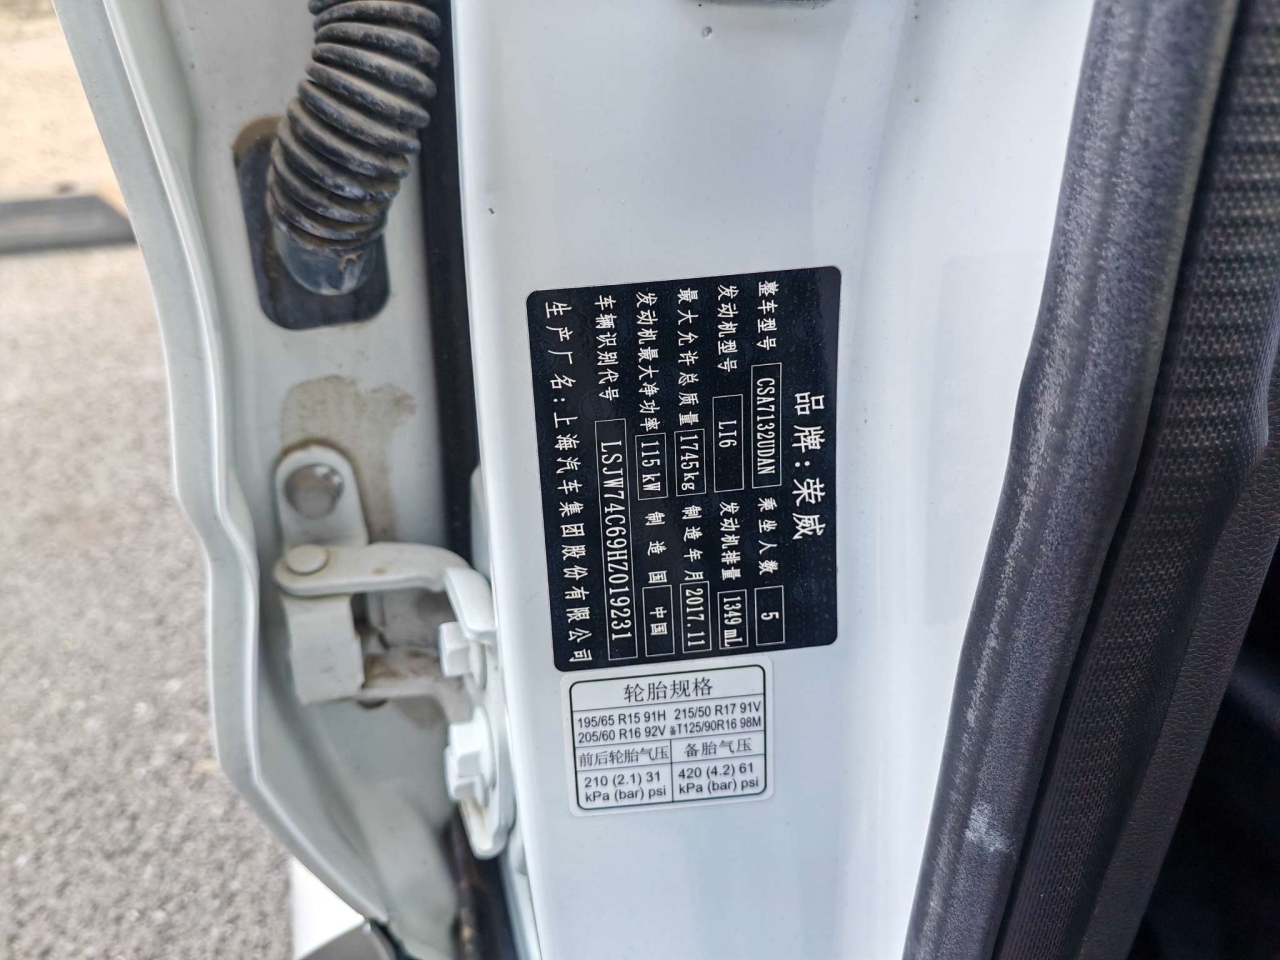 品牌:荣威
整车型号 CSA7132UDAN 乘坐人数 5
发动机型号 L16 发动机排量 1349 mL
最大允许总质量 1745kg 制造年月 2017.11
发动机最大净功率 115 kW 制造国 中国
车辆识别代号 LSJW74C69HZ019231
生产厂名:上海汽车集团股份有限公司
轮胎规格
195/65 R15 91H 215/50 R17 91V
205/60 R16 92V 备T125/90R16 98M
前后轮胎气压 备胎气压
210 (2.1) 31 420 (4.2) 61
kPa (bar) psi kPa (bar) psi